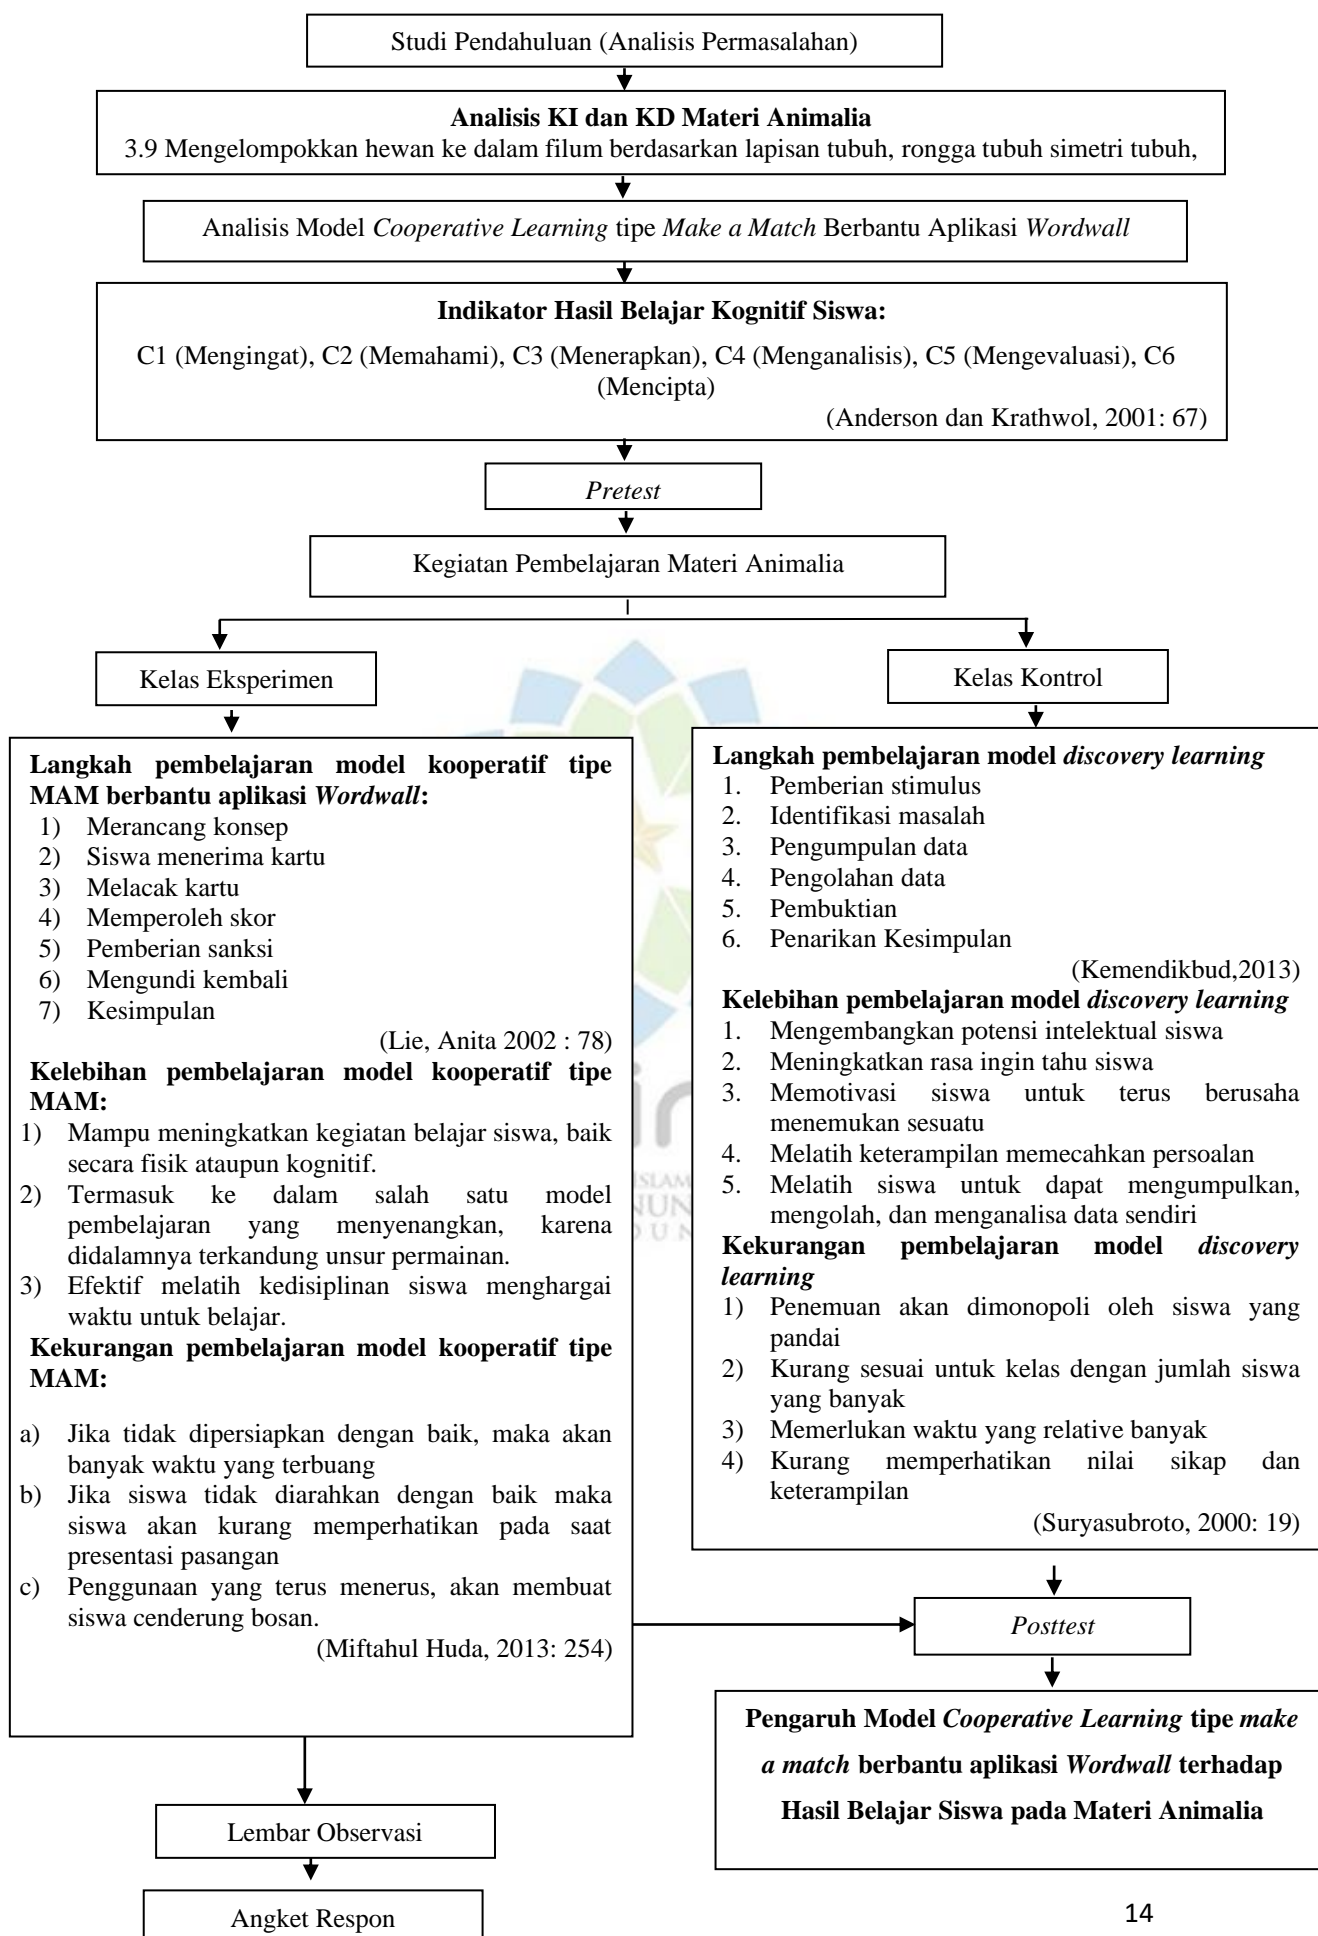 Studi Pendahuluan (Analisis Permasalahan)
Analisis KI dan KD Materi Animalia
3.9 Mengelompokkan hewan ke dalam filum berdasarkan lapisan tubuh, rongga tubuh simetri tubuh,
Analisis Model Cooperative Learning tipe Make a Match Berbantu Aplikasi Wordwall
Indikator Hasil Belajar Kognitif Siswa:
C1 (Mengingat), C2 (Memahami), C3 (Menerapkan), C4 (Menganalisis), C5 (Mengevaluasi), C6
(Mencipta)
(Anderson dan Krathwol, 2001: 67)
Pretest
Kegiatan Pembelajaran Materi Animalia
Kelas Eksperimen
Langkah pembelajaran model kooperatif tipe
MAM berbantu aplikasi Wordwall:
1) Merancang konsep
2) Siswa menerima kartu
3) Melacak kartu
4) Memperoleh skor
5) Pemberian sanksi
6) Mengundi kembali
7) Kesimpulan
(Lie, Anita 2002 : 78)
Kelebihan pembelajaran model kooperatif tipe
MAM:
1) Mampu meningkatkan kegiatan belajar siswa, baik
secara fisik ataupun kognitif.
2) Termasuk ke dalam salah satu model
pembelajaran yang menyenangkan, karena
didalamnya terkandung unsur permainan.
3) Efektif melatih kedisiplinan siswa menghargai
waktu untuk belajar.
Kekurangan pembelajaran model kooperatif tipe
MAM:
a) Jika tidak dipersiapkan dengan baik, maka akan
banyak waktu yang terbuang
b) Jika siswa tidak diarahkan dengan baik maka
siswa akan kurang memperhatikan pada saat
presentasi pasangan
c) Penggunaan yang terus menerus, akan membuat
siswa cenderung bosan.
(Miftahul Huda, 2013: 254)
Kelas Kontrol
Langkah pembelajaran model discovery learning
1. Pemberian stimulus
2. Identifikasi masalah
3. Pengumpulan data
4. Pengolahan data
5. Pembuktian
6. Penarikan Kesimpulan
(Kemendikbud,2013)
Kelebihan pembelajaran model discovery learning
1. Mengembangkan potensi intelektual siswa
2. Meningkatkan rasa ingin tahu siswa
3. Memotivasi siswa untuk terus berusaha
menemukan sesuatu
4. Melatih keterampilan memecahkan persoalan
5. Melatih siswa untuk dapat mengumpulkan,
mengolah, dan menganalisa data sendiri
Kekurangan pembelajaran model discovery
learning
1) Penemuan akan dimonopoli oleh siswa yang
pandai
2) Kurang sesuai untuk kelas dengan jumlah siswa
yang banyak
3) Memerlukan waktu yang relative banyak
4) Kurang memperhatikan nilai sikap dan
keterampilan
(Suryasubroto, 2000: 19)
Posttest
Pengaruh Model Cooperative Learning tipe make
a match berbantu aplikasi Wordwall terhadap
Hasil Belajar Siswa pada Materi Animalia
Lembar Observasi
Angket Respon
14